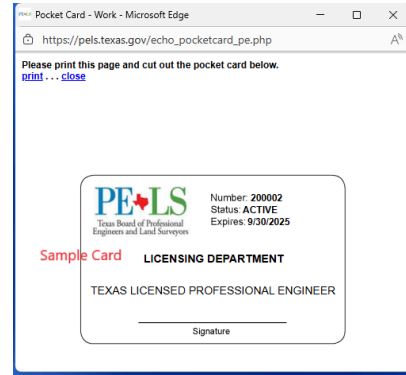 Pocket Card - Work - Microsoft Edge
https://pels.texas.gov/echo_pocketcard_pe.php
Please print this page and cut out the pocket card below.
print . . . close
PE LS
Texas Board of Professional
Engineers and Land Surveyors
Number: 200002
Status: ACTIVE
Expires: 9/30/2025
Sample Card
LICENSING DEPARTMENT
TEXAS LICENSED PROFESSIONAL ENGINEER
Signature